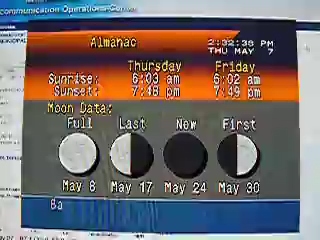 communication Operations Center
Almanac
2:32:38 PM
THU MAY 7
Thursday Friday
Sunrise: 6:03 am 6:02 am
Sunset: 7:48 pm 7:49 pm
Moon Data:
Full Last New First
May 8 May 17 May 24 May 30
Ba